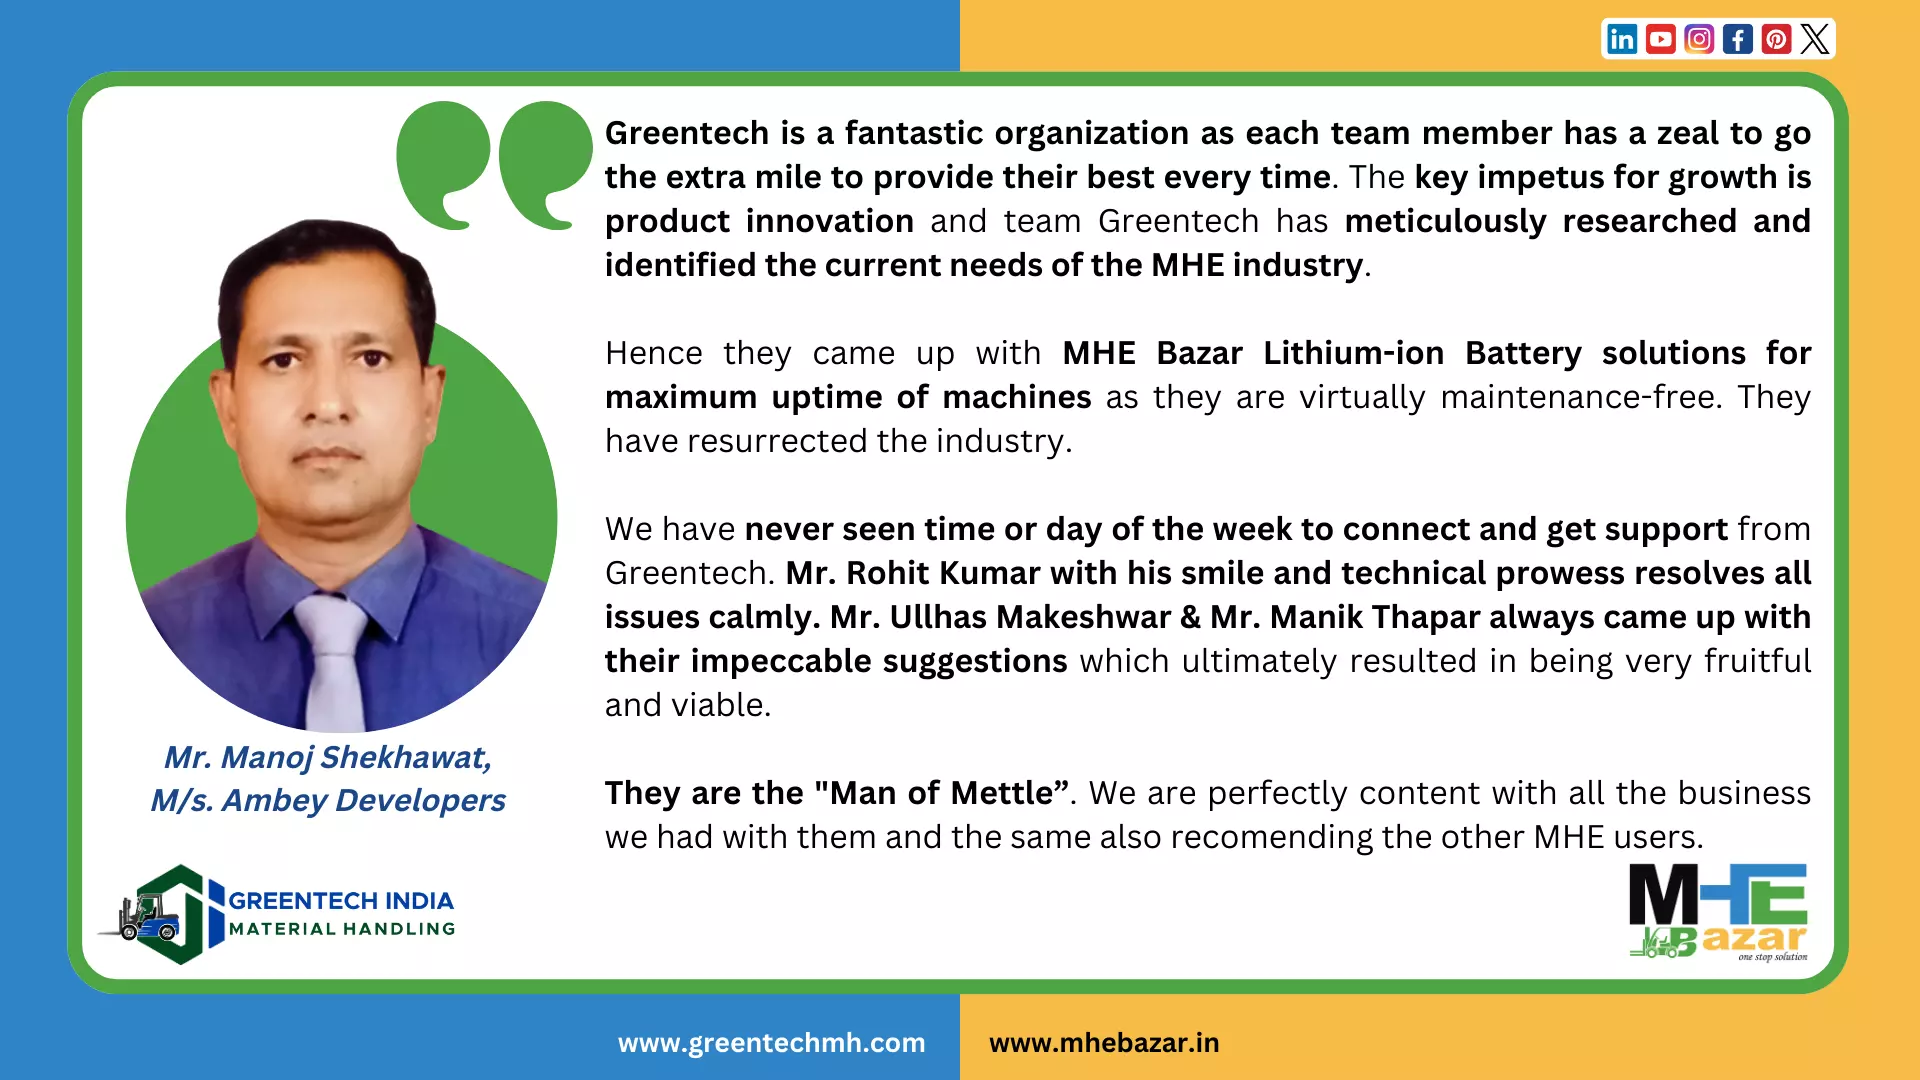 Greentech is a fantastic organization as each team member has a zeal to go
the extra mile to provide their best every time. The key impetus for growth is
product innovation and team Greentech has meticulously researched and
identified the current needs of the MHE industry.
Hence they came up with MHE Bazar Lithium-ion Battery solutions for
maximum uptime of machines as they are virtually maintenance-free. They
have resurrected the industry.
We have never seen time or day of the week to connect and get support from
Greentech. Mr. Rohit Kumar with his smile and technical prowess resolves all
issues calmly. Mr. Ullhas Makeshwar & Mr. Manik Thapar always came up with
their impeccable suggestions which ultimately resulted in being very fruitful
and viable.
They are the "Man of Mettle”. We are perfectly content with all the business
we had with them and the same also recomending the other MHE users.
Mr. Manoj Shekhawat,
M/s. Ambey Developers
GREENTECH INDIA
MATERIAL HANDLING
MHE
Bazar
one stop solution
www.greentechmh.com
www.mhebazar.in